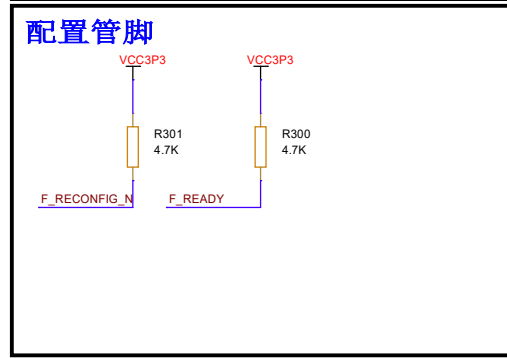 配置管脚
VCC3P3 VCC3P3
R301 R300
4.7K 4.7K
F_RECONFIG_N F_READY